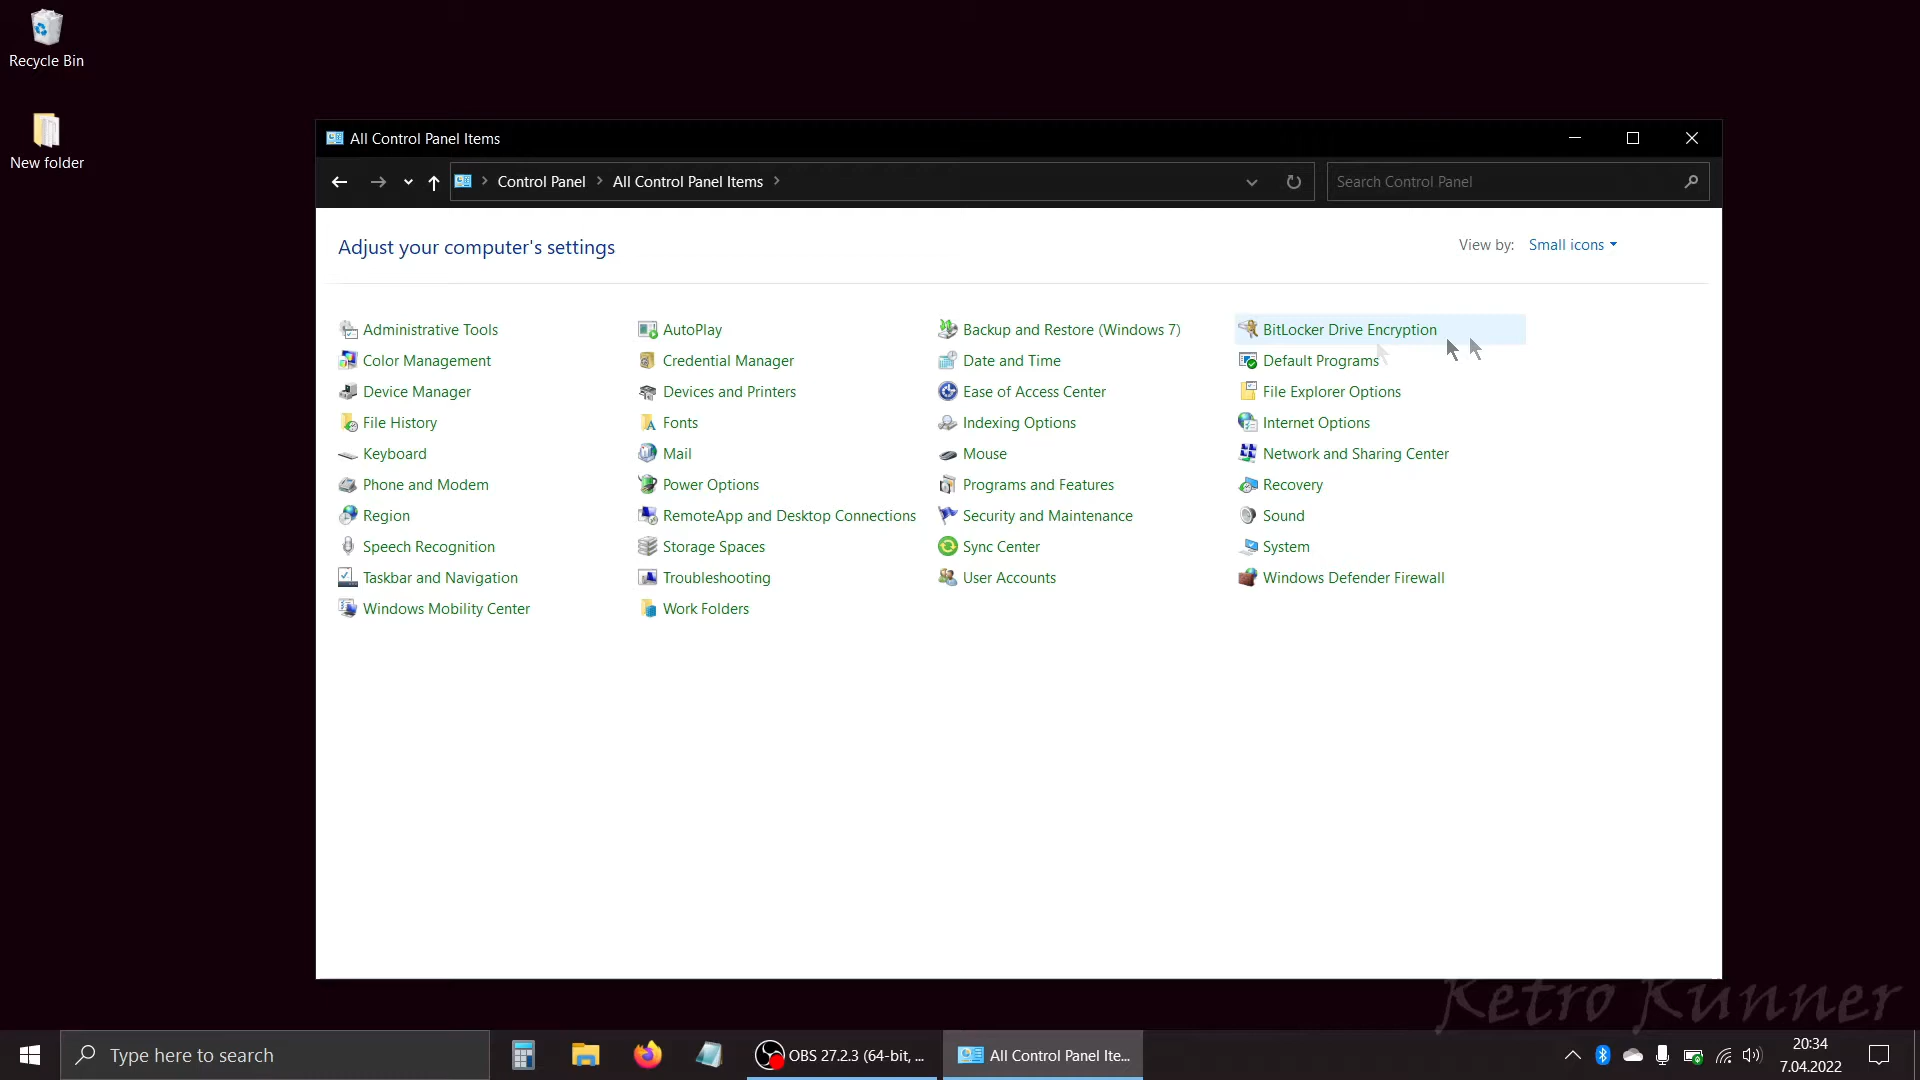 Recycle Bin
New folder
All Control Panel Items
Control Panel
All Control Panel Items
Search Control Panel
Adjust your computer's settings
View by:
Small icons
Administrative Tools
AutoPlay
Backup and Restore (Windows 7)
BitLocker Drive Encryption
Color Management
Credential Manager
Date and Time
Default Programs
Device Manager
Devices and Printers
Ease of Access Center
File Explorer Options
File History
Fonts
Indexing Options
Internet Options
Keyboard
Mail
Mouse
Network and Sharing Center
Phone and Modem
Power Options
Programs and Features
Recovery
Region
RemoteApp and Desktop Connections
Security and Maintenance
Sound
Speech Recognition
Storage Spaces
Sync Center
System
Taskbar and Navigation
Troubleshooting
User Accounts
Windows Defender Firewall
Windows Mobility Center
Work Folders
Retro Runner
Type here to search
OBS 27.2.3 (64-bit, ...
All Control Panel Ite...
20:34
7.04.2022